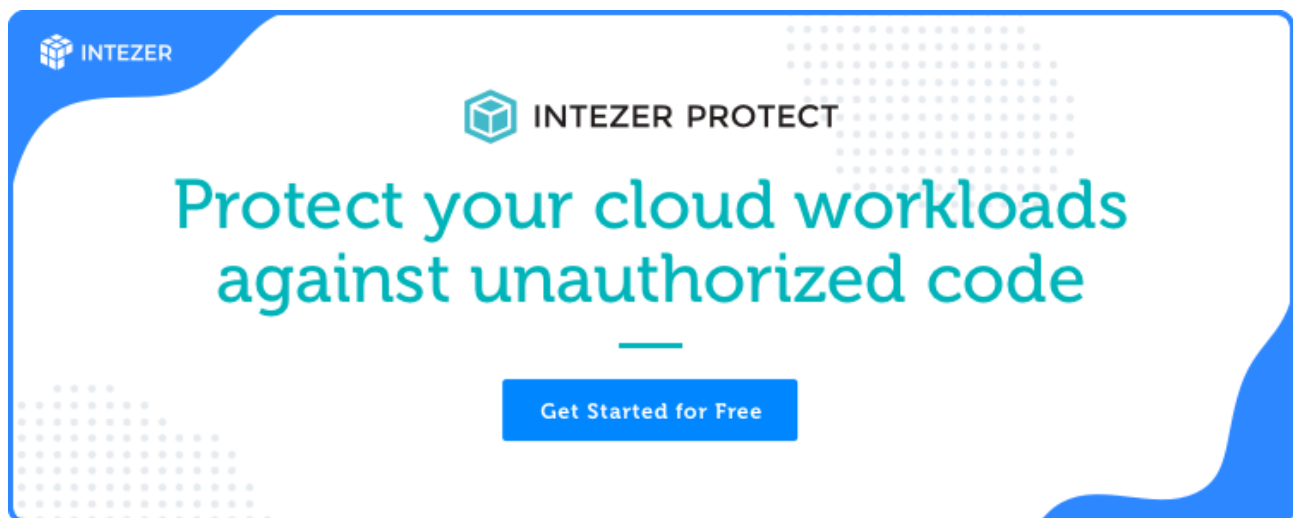 INTEZER
INTEZER PROTECT
Protect your cloud workloads
against unauthorized code
Get Started for Free